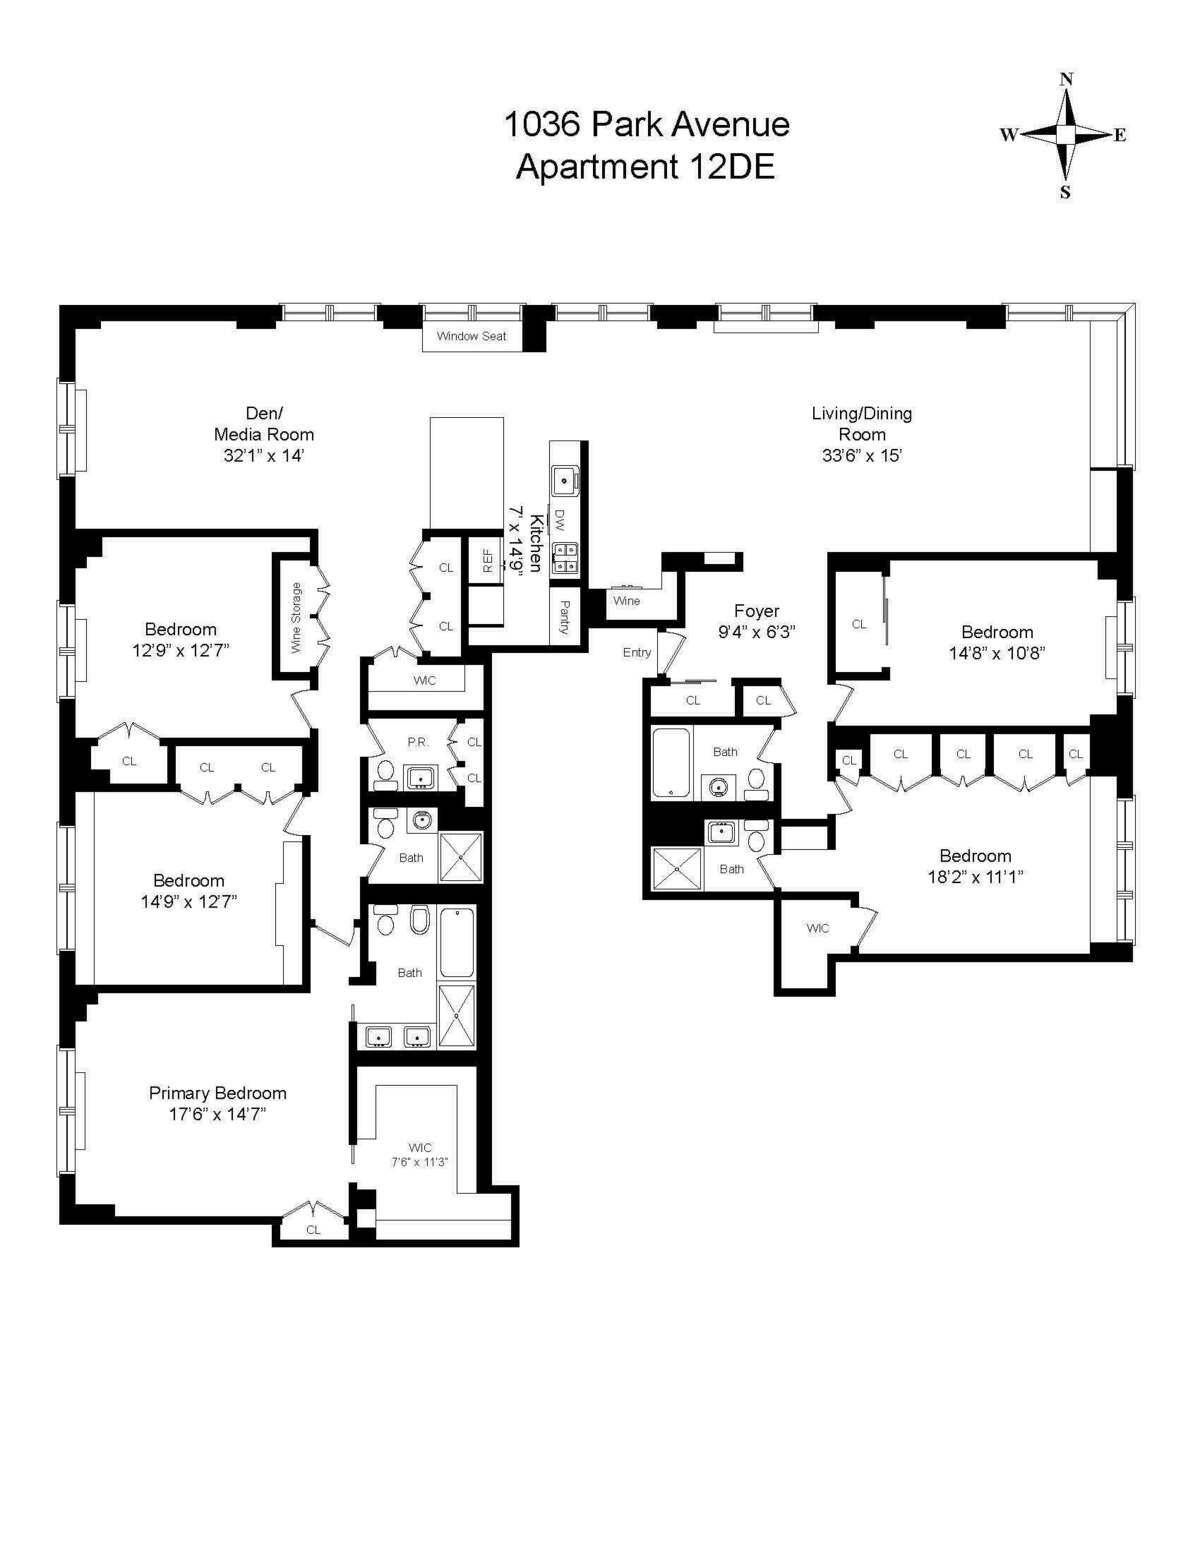 1036 Park Avenue
Apartment 12DE
N
W
E
S
Window Seat
Den/
Media Room
32'1" x 14'
Living/Dining
Room
33'6" x 15'
Kitchen
7' x 14'9"
DW
REF
Pantry
CL
CL
Wine Storage
Bedroom
12'9" x 12'7"
Wine
Foyer
9'4" x 6'3"
Entry
CL
Bedroom
14'8" x 10'8"
WIC
CL
CL
P.R.
CL
CL
Bath
CL
CL
CL
CL
CL
CL
CL
CL
Bath
Bath
Bedroom
18'2" x 11'1"
Bedroom
14'9" x 12'7"
WIC
Bath
Primary Bedroom
17'6" x 14'7"
WIC
7'6" x 11'3"
CL